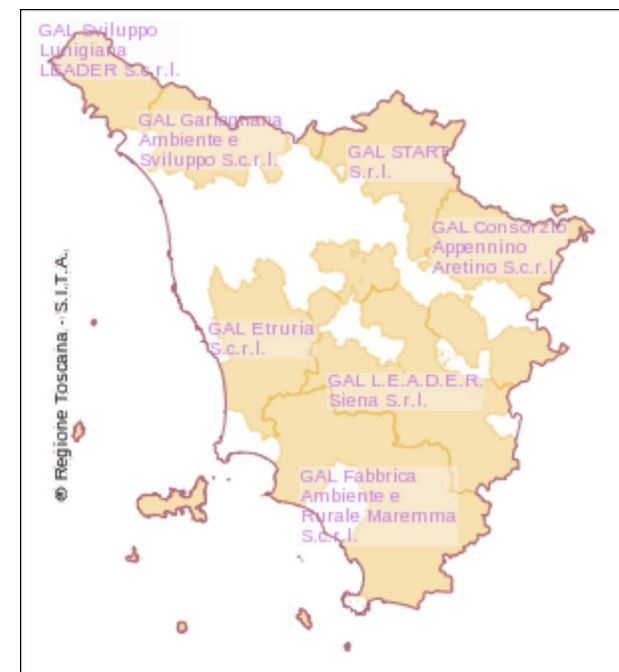 GAL Sviluppo
Lunigiana
LEADER S.c.r.l.
GAL Garfagnana
Ambiente e
Sviluppo S.c.r.l.
GAL START
S.r.l.
GAL Consorzio
Appennino
Aretino S.c.r.l.
GAL Etruria
S.c.r.l.
GAL L.E.A.D.E.R.
Siena S.r.l.
GAL Fabbrica
Ambiente e
Rurale Maremma
S.c.r.l.
® Regione Toscana - S.I.T.A.